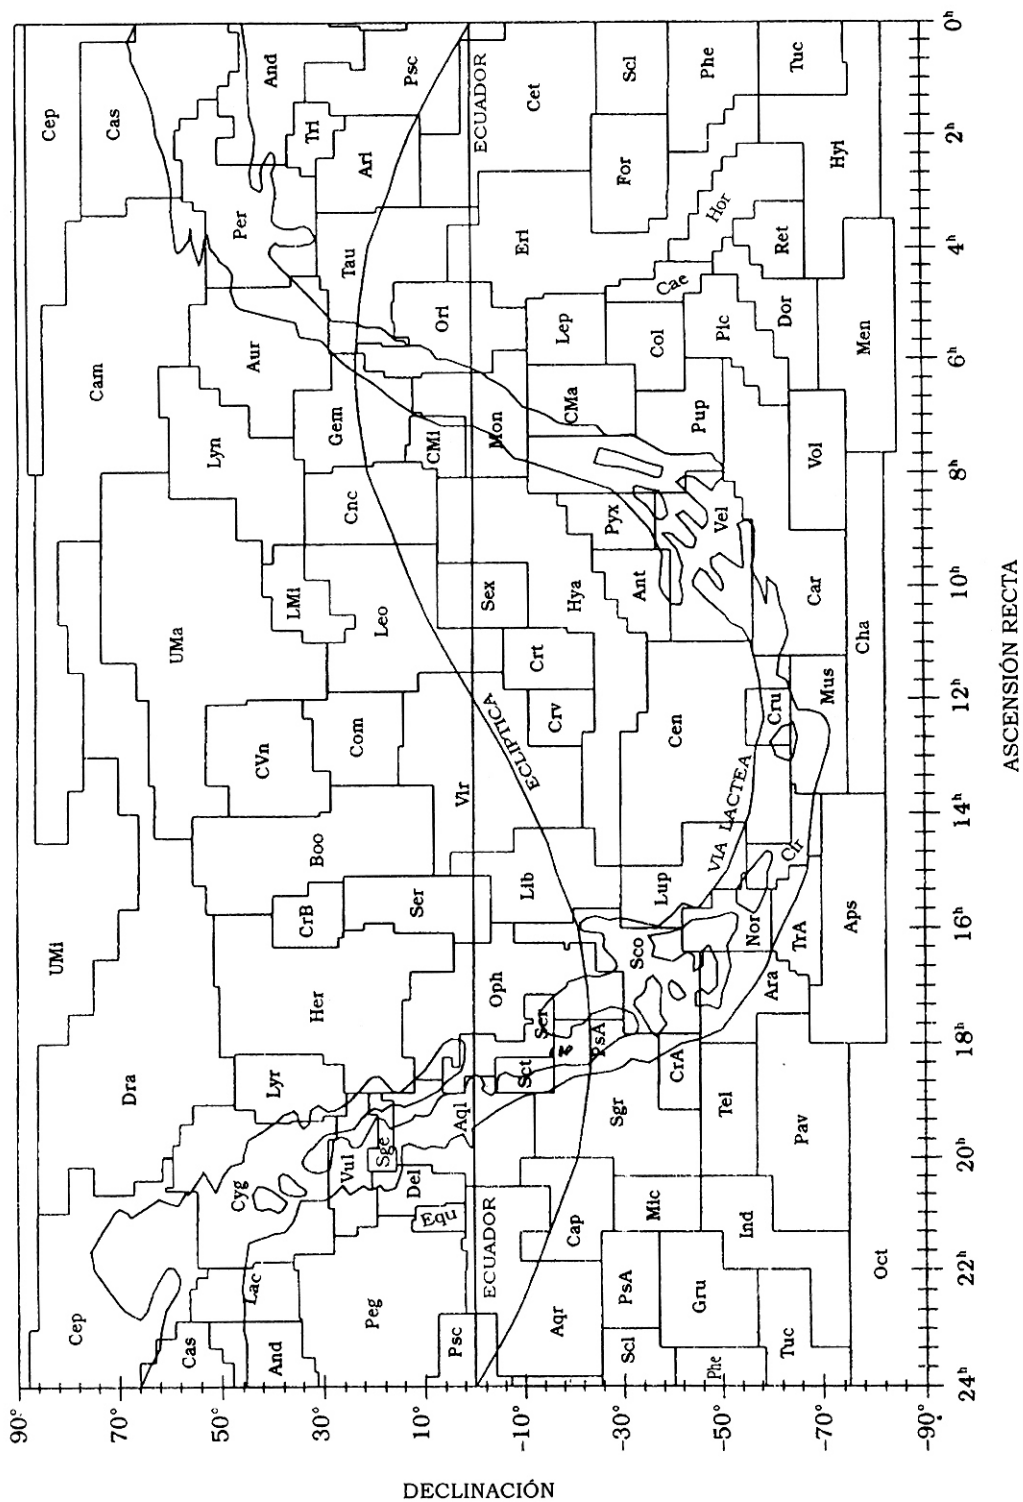 DECLINACIÓN
90°
70°
50°
30°
10°
-10°
-30°
-50°
-70°
-90°
UMi
Cep
Cep
Dra
Cam
Cas
Cas
Cyg
UMa
Lyn
Per
And
Lac
Lyr
CVn
Aur
And
Her
CrB
Boo
LMi
Gem
Tri
Peg
Vul
Com
Cnc
Tau
Ari
Sge
Leo
Del
Ser
CMi
Psc
Equ
Ori
Psc
Aql
Vir
ECUADOR
ECUADOR
Oph
Sex
Mon
ECLIPTICA
Sct
Ser
Lib
Crt
Eri
Cet
Aqr
Cap
Crv
Hya
CMa
Lep
PsA
Sgr
Pyx
For
Scl
PsA
Scl
Sco
Ant
Col
Mic
CrA
Lup
Cen
Cae
Gru
Phe
Tel
VIA LACTEA
Vel
Pup
Pic
Hor
Phe
Ind
Nor
Cru
Ret
Tuc
Ara
TrA
Cir
Dor
Tuc
Pav
Mus
Car
Vol
Hyi
Aps
Cha
Men
Oct
24h
22h
20h
18h
16h
14h
12h
10h
8h
6h
4h
2h
0h
ASCENSIÓN RECTA